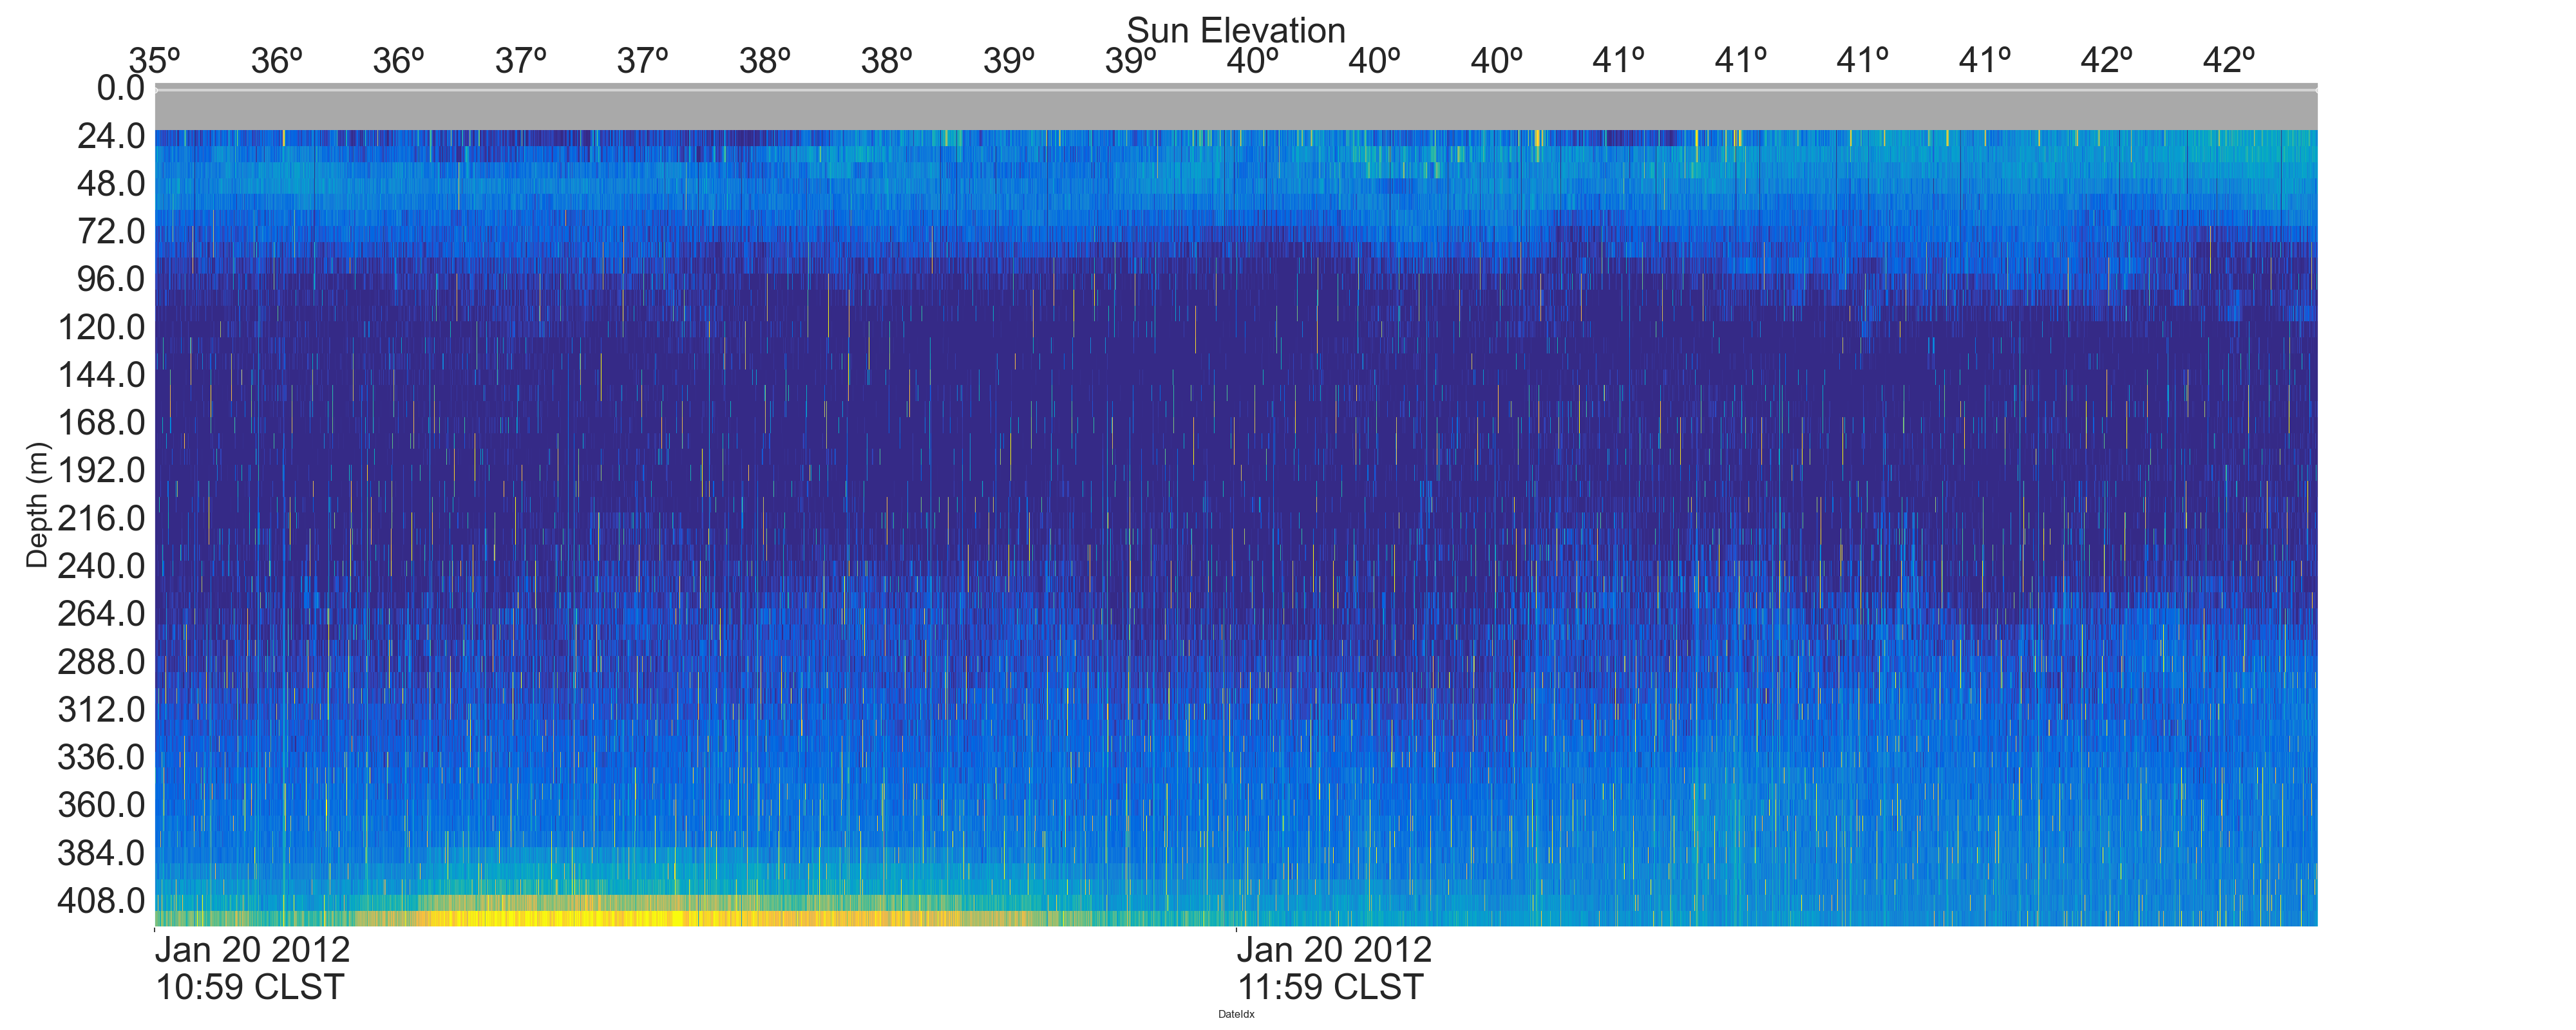 Sun Elevation
35º 36º 36º 37º 37º 38º 38º 39º 39º 40º 40º 40º 41º 41º 41º 41º 42º 42º
0.0
24.0
48.0
72.0
96.0
120.0
144.0
168.0
192.0
216.0
240.0
264.0
288.0
312.0
336.0
360.0
384.0
408.0
Depth (m)
Jan 20 2012
10:59 CLST
Jan 20 2012
11:59 CLST
DateIdx